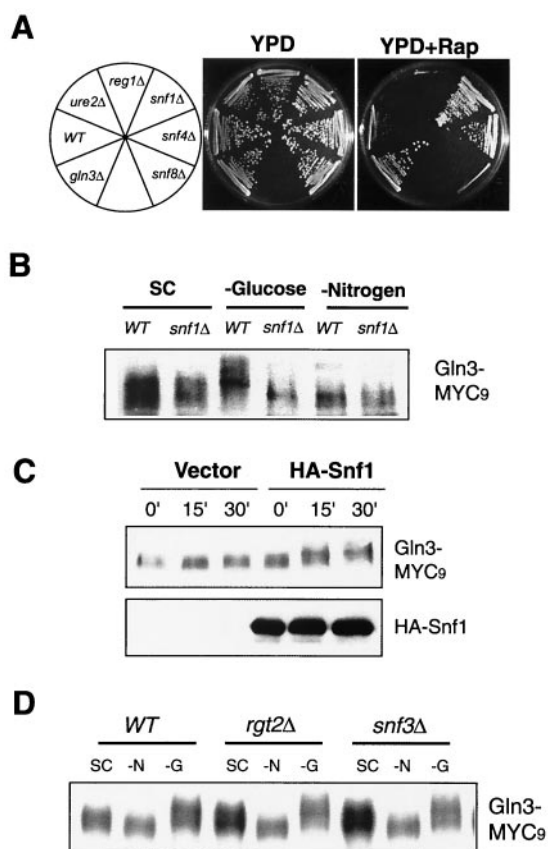 A
YPD
YPD+Rap
reg1Δ
ure2Δ
snf1Δ
WT
snf4Δ
gln3Δ
snf8Δ
B
SC
-Glucose
-Nitrogen
WT snf1Δ WT snf1Δ WT snf1Δ
Gln3-
MYC9
C
Vector
HA-Snf1
0' 15' 30' 0' 15' 30'
Gln3-
MYC9
HA-Snf1
D
WT
rgt2Δ
snf3Δ
SC -N -G SC -N -G SC -N -G
Gln3-
MYC9